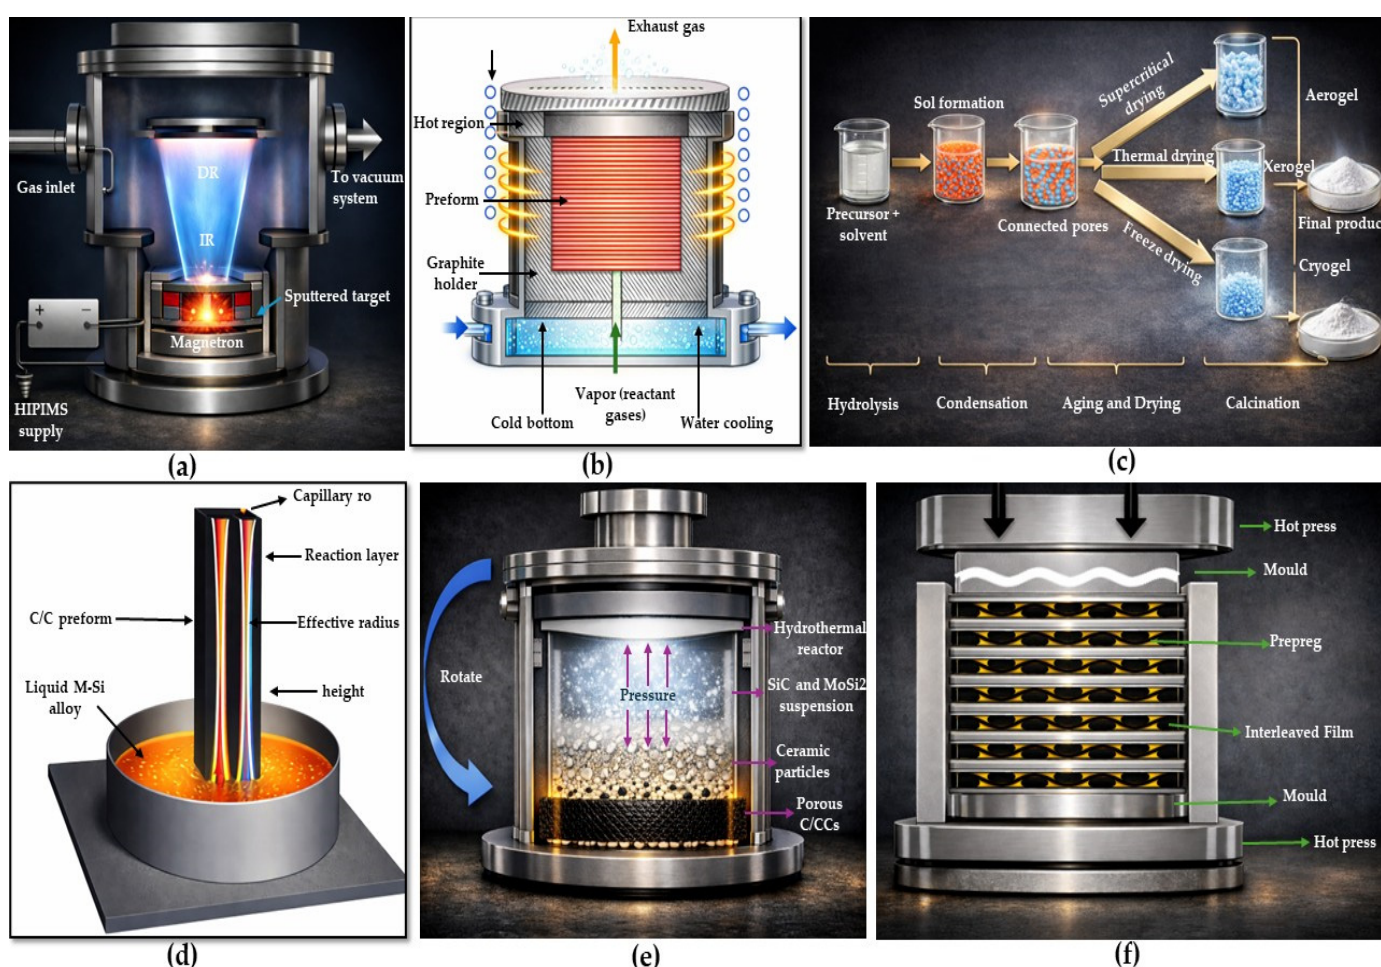 DR
Gas inlet
To vacuum
system
IR
Sputtered target
+
−
Magnetron
HIPIMS
supply
(a)
Exhaust gas
Hot region
Preform
Graphite
holder
Vapor (reactant
gases)
Cold bottom
Water cooling
(b)
Supercritical
drying
Aerogel
Sol formation
Thermal drying
Xerogel
Precursor +
solvent
Connected pores
Final produc
Freeze drying
Cryogel
Hydrolysis
Condensation
Aging and Drying
Calcination
(c)
Capillary ro
Reaction layer
C/C preform
Effective radius
Liquid M-Si
alloy
height
(d)
Rotate
Hydrothermal
reactor
Pressure
SiC and MoSi2
suspension
Ceramic
particles
Porous
C/CCs
(e)
Hot press
Mould
Prepreg
Interleaved Film
Mould
Hot press
(f)